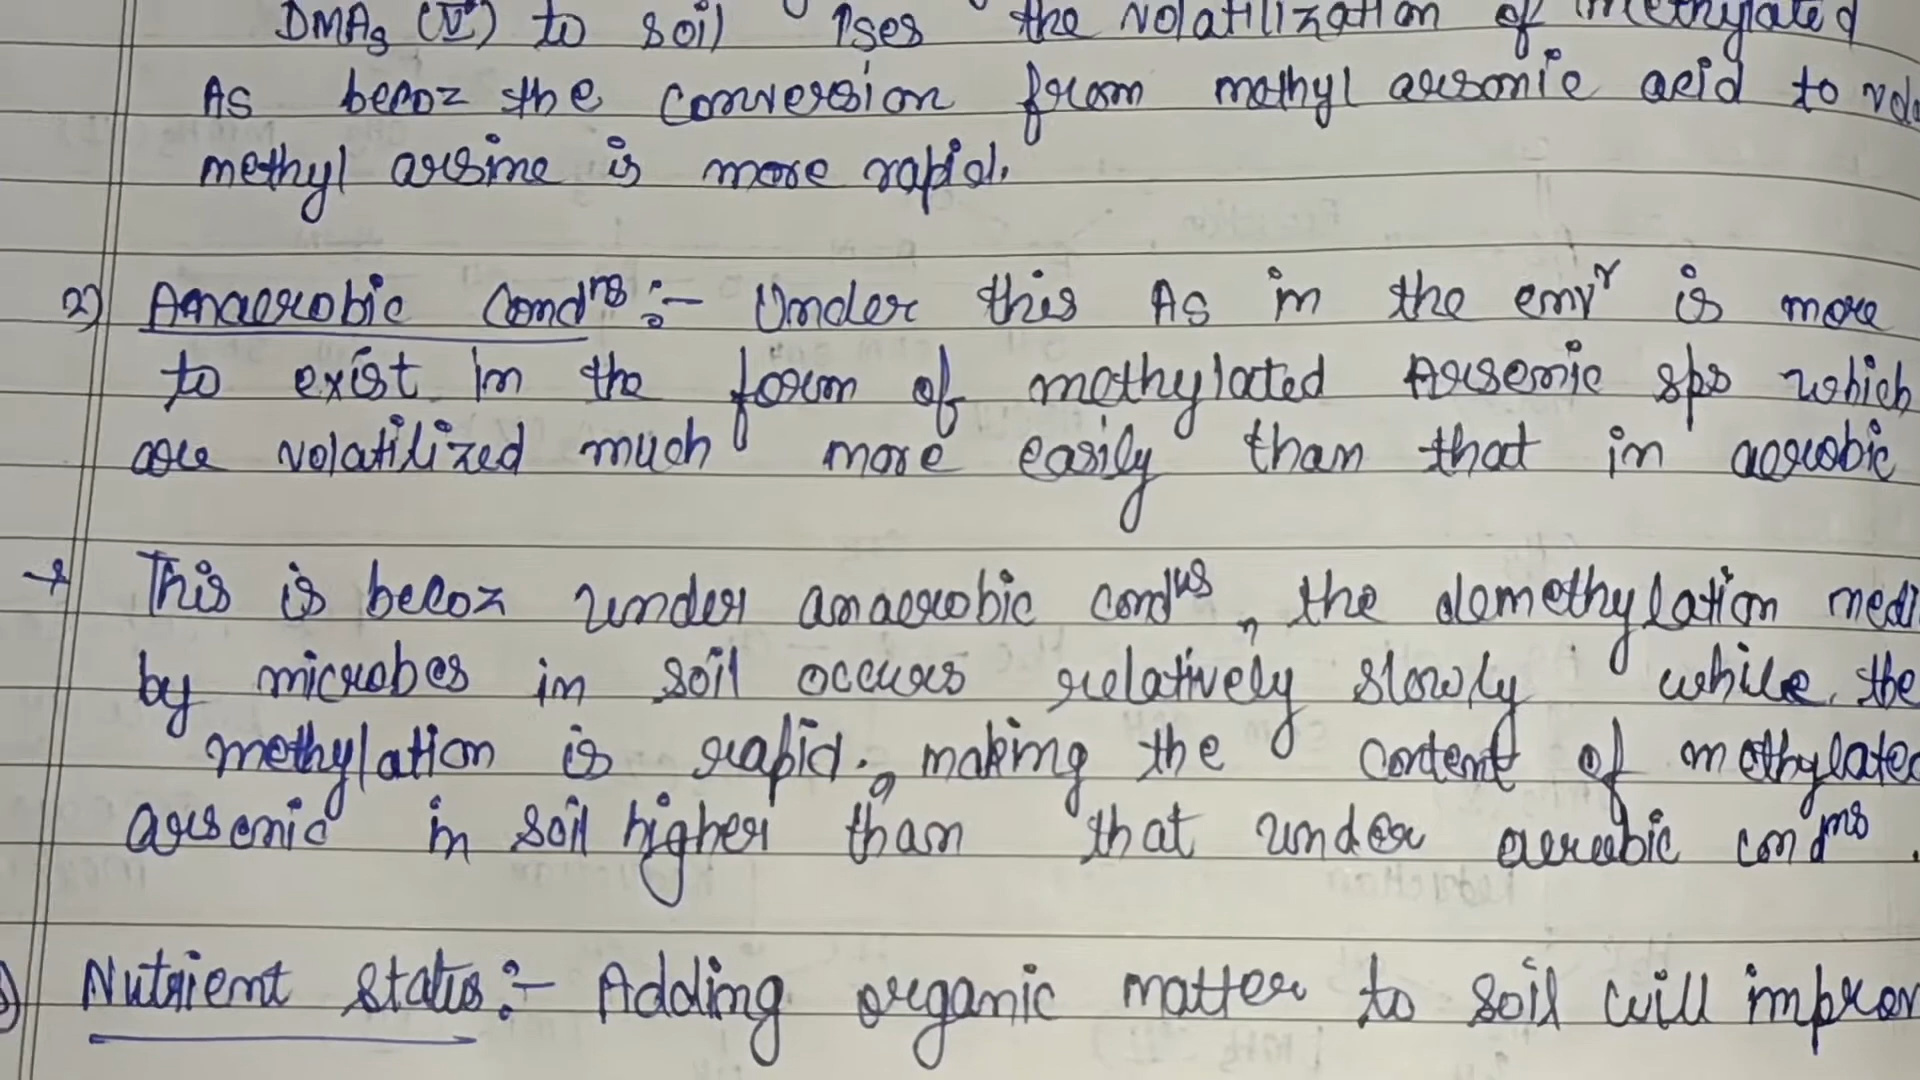 DMAs (V) to soil ↑ses the volatilization of methylated
As becoz the conversion from methyl arsonic acid to
methyl arsine is more rapid.
2) Anaerobic Condns :- Under this As in the envr is more
to exist in the form of methylated Arsenic sps which
are volatilized much more easily than that in aerobic
→ This is becoz under anaerobic condns, the demethylation
by microbes in soil occurs relatively slowly while the
methylation is rapid, making the content of methylated
arsenic in soil higher than that under aerobic condns.
Nutrient Status :- Adding organic matter to soil will